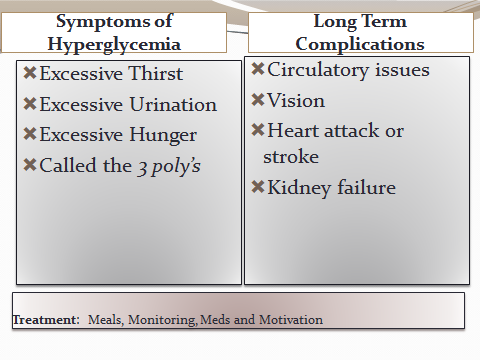 Symptoms of
Hyperglycemia
Excessive Thirst
Excessive Urination
Excessive Hunger
Called the 3 poly's
Long Term
Complications
Circulatory issues
Vision
Heart attack or
stroke
Kidney failure
Treatment: Meals, Monitoring, Meds and Motivation